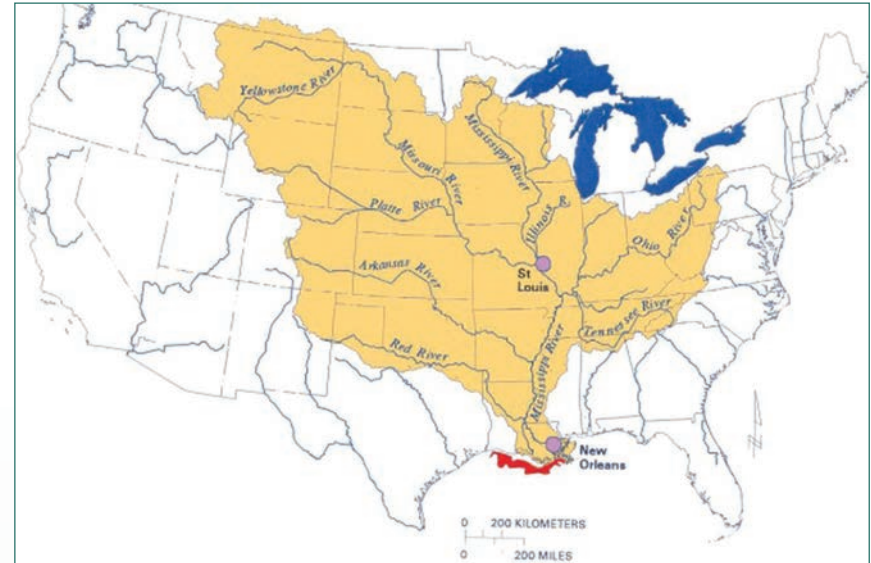 Yellowstone River
Missouri River
Mississippi River
Platte River
Illinois R.
Ohio River
St
Louis
Arkansas River
Tennessee River
Red River
Mississippi River
New
Orleans
0 200 KILOMETERS
0 200 MILES